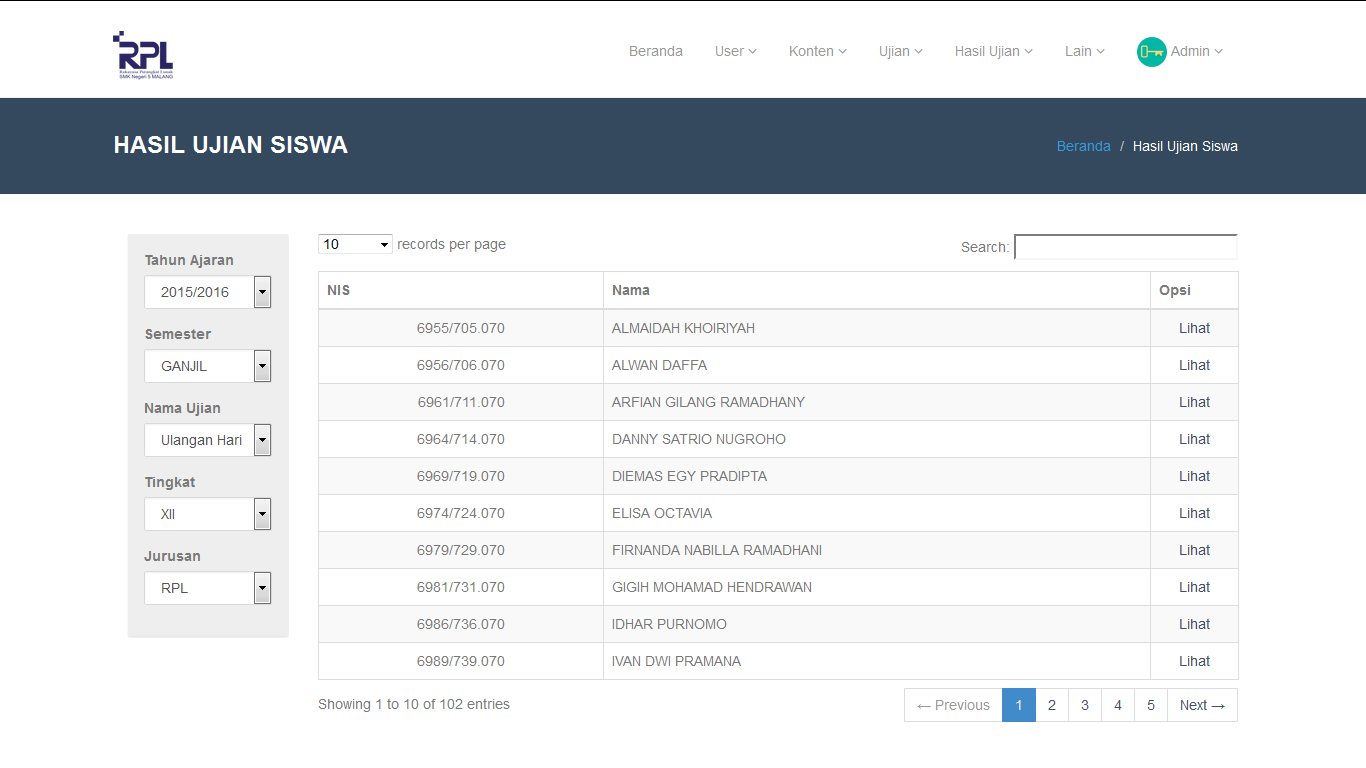 RPL
Rekayasa Perangkat Lunak
SMK Negeri 5 MALANG
Beranda User Konten Ujian Hasil Ujian Lain Admin
HASIL UJIAN SISWA
Beranda / Hasil Ujian Siswa
Tahun Ajaran
2015/2016
Semester
GANJIL
Nama Ujian
Ulangan Hari
Tingkat
XII
Jurusan
RPL
10 records per page
Search:
NIS Nama Opsi
6955/705.070 ALMAIDAH KHOIRIYAH Lihat
6956/706.070 ALWAN DAFFA Lihat
6961/711.070 ARFIAN GILANG RAMADHANY Lihat
6964/714.070 DANNY SATRIO NUGROHO Lihat
6969/719.070 DIEMAS EGY PRADIPTA Lihat
6974/724.070 ELISA OCTAVIA Lihat
6979/729.070 FIRNANDA NABILLA RAMADHANI Lihat
6981/731.070 GIGIH MOHAMAD HENDRAWAN Lihat
6986/736.070 IDHAR PURNOMO Lihat
6989/739.070 IVAN DWI PRAMANA Lihat
Showing 1 to 10 of 102 entries
← Previous 1 2 3 4 5 Next →